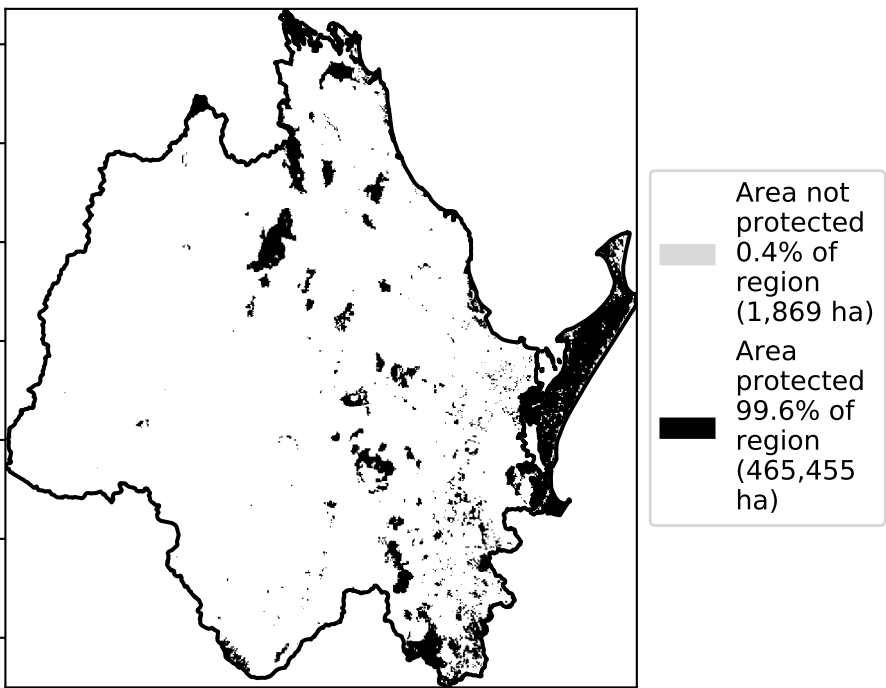 Area not
protected
0.4% of
region
(1,869 ha)
Area
protected
99.6% of
region
(465,455
ha)